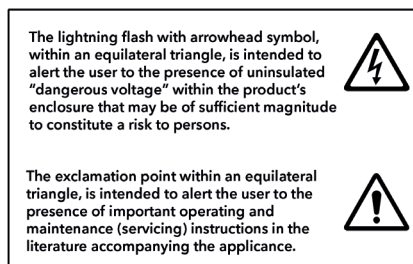 The lightning flash with arrowhead symbol,
within an equilateral triangle, is intended to
alert the user to the presence of uninsulated
“dangerous voltage” within the product’s
enclosure that may be of sufficient magnitude
to constitute a risk to persons.
The exclamation point within an equilateral
triangle, is intended to alert the user to the
presence of important operating and
maintenance (servicing) instructions in the
literature accompanying the applicance.